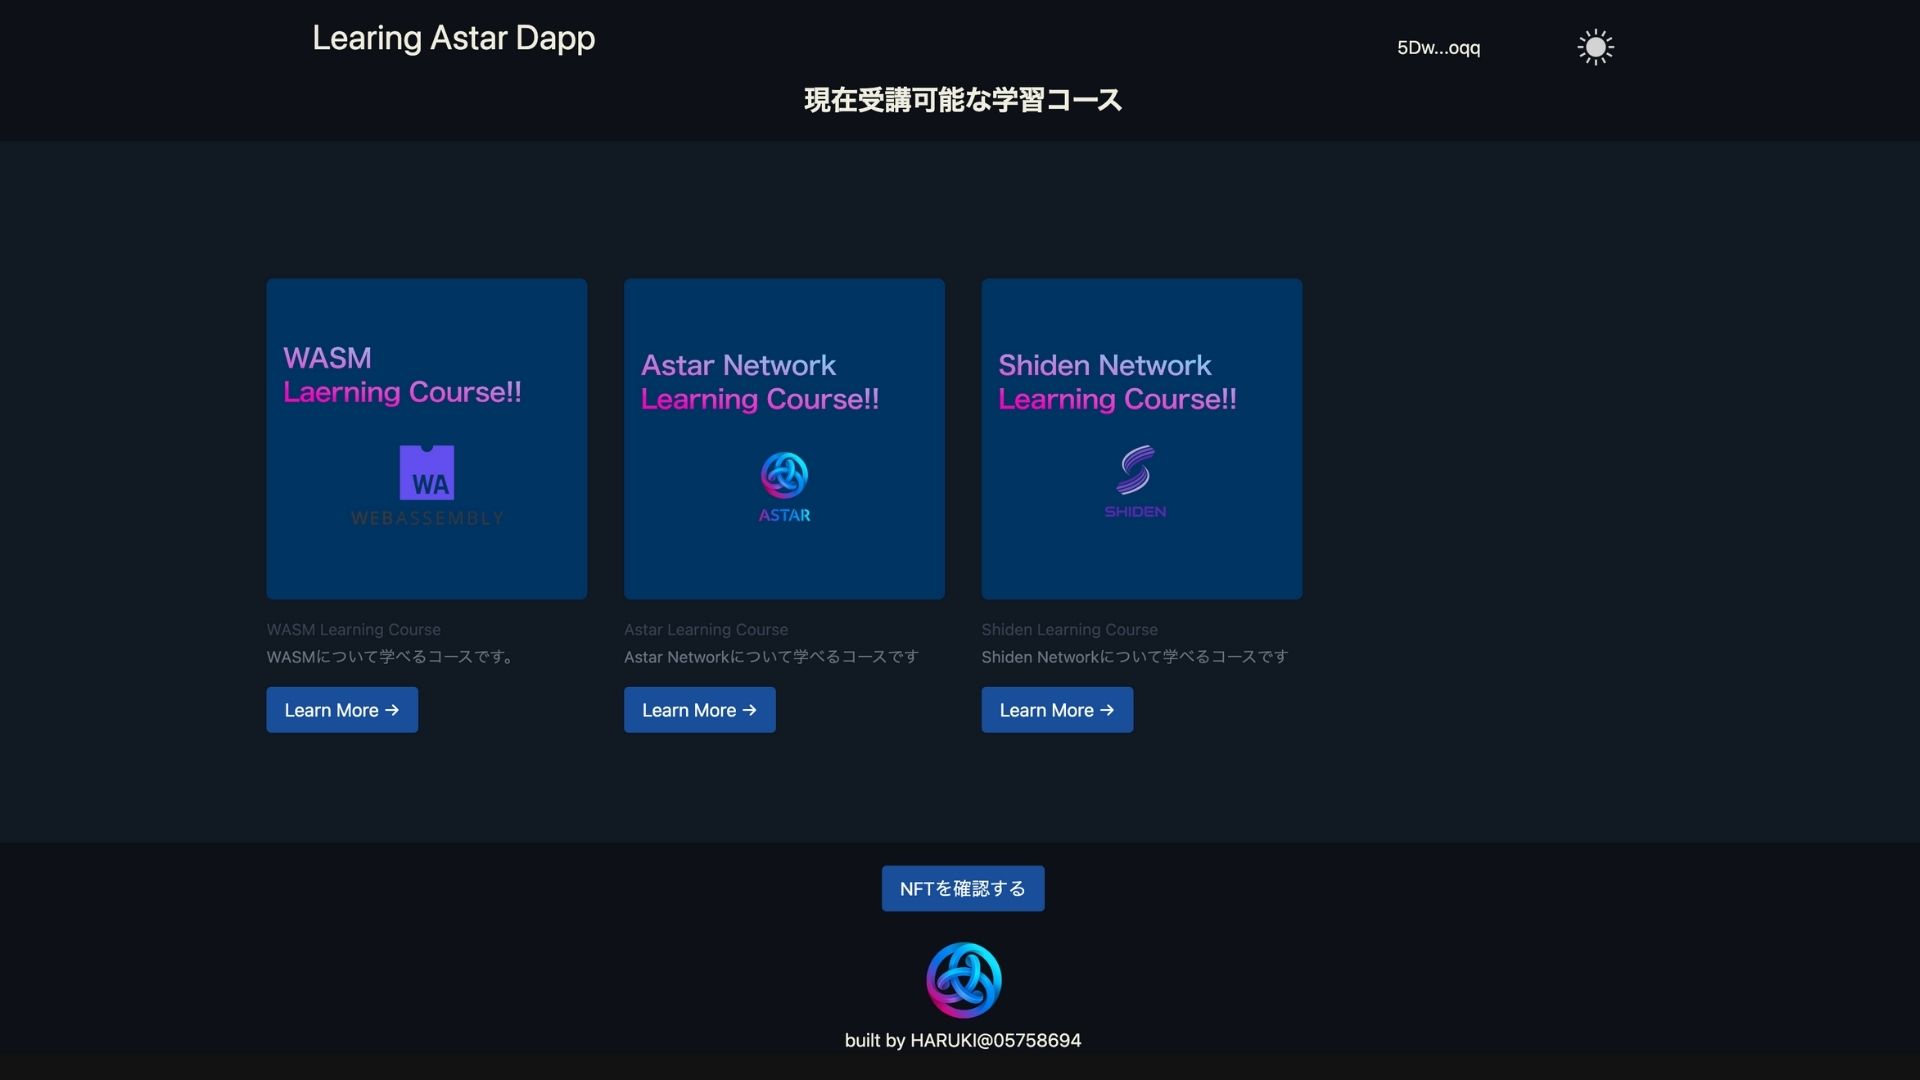 Learing Astar Dapp
5Dw...oqq
現在受講可能な学習コース
WASM
Laerning Course!!
WA
WEBASSEMBLY
WASM Learning Course
WASMについて学べるコースです。
Learn More →
Astar Network
Learning Course!!
ASTAR
Astar Learning Course
Astar Networkについて学べるコースです
Learn More →
Shiden Network
Learning Course!!
SHIDEN
Shiden Learning Course
Shiden Networkについて学べるコースです
Learn More →
NFTを確認する
built by HARUKI@05758694